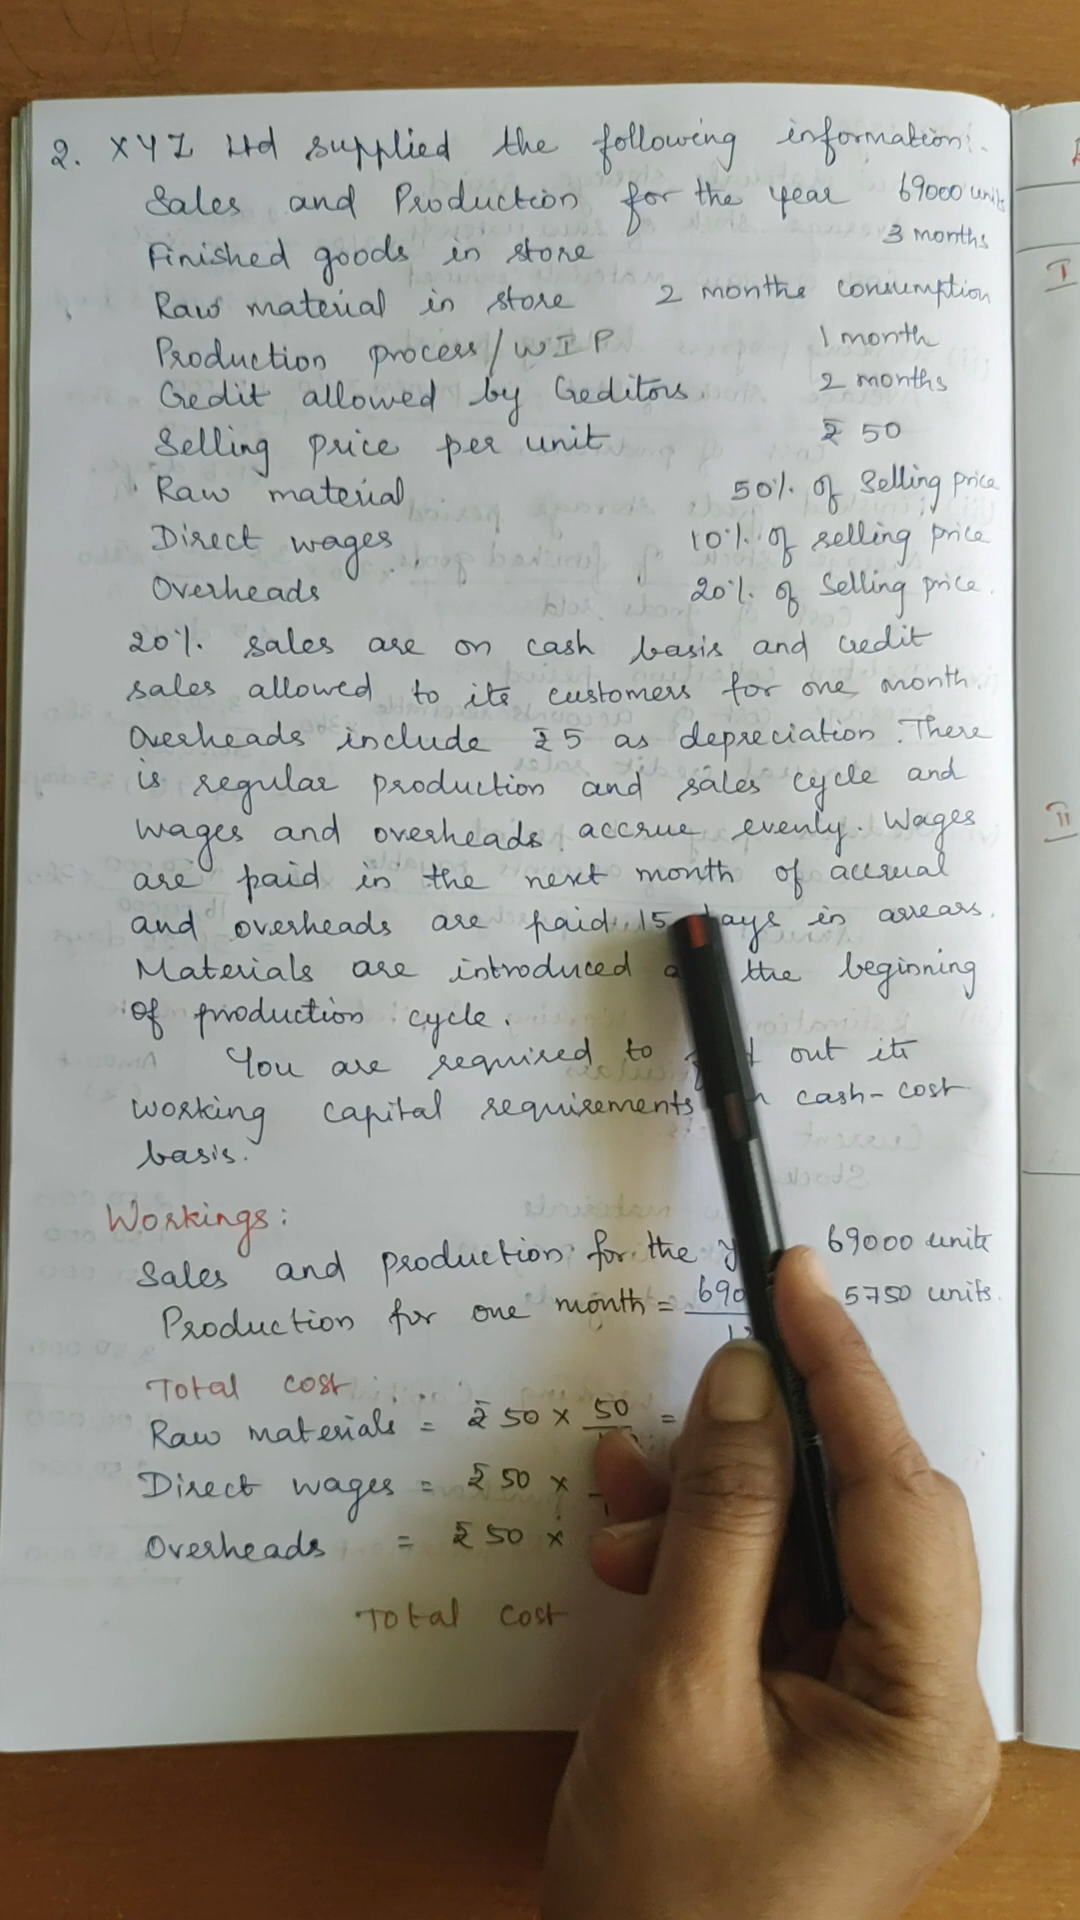 2. XYZ Ltd supplied the following information:-
Sales and Production for the year 69000 units
Finished goods in store 3 months
Raw material in store 2 months consumption
Production process/WIP 1 month
Credit allowed by Creditors 2 months
Selling price per unit ₹ 50
Raw material 50% of Selling price
Direct wages 10% of selling price
Overheads 20% of Selling price.
20% sales are on cash basis and credit
sales allowed to its customers for one month.
Overheads include ₹5 as depreciation. There
is regular production and sales cycle and
wages and overheads accrue evenly. Wages
are paid in the next month of accrual
and overheads are paid 15 days in arrears.
Materials are introduced the beginning
of production cycle.
You are required to out its
working capital requirements cash-cost
basis.
Workings:
Sales and production for the 69000 units
Production for one month = 5750 units.
Total cost
Raw materials = ₹ 50 × 50 =
Direct wages = ₹ 50 ×
Overheads = ₹ 50 ×
Total cost